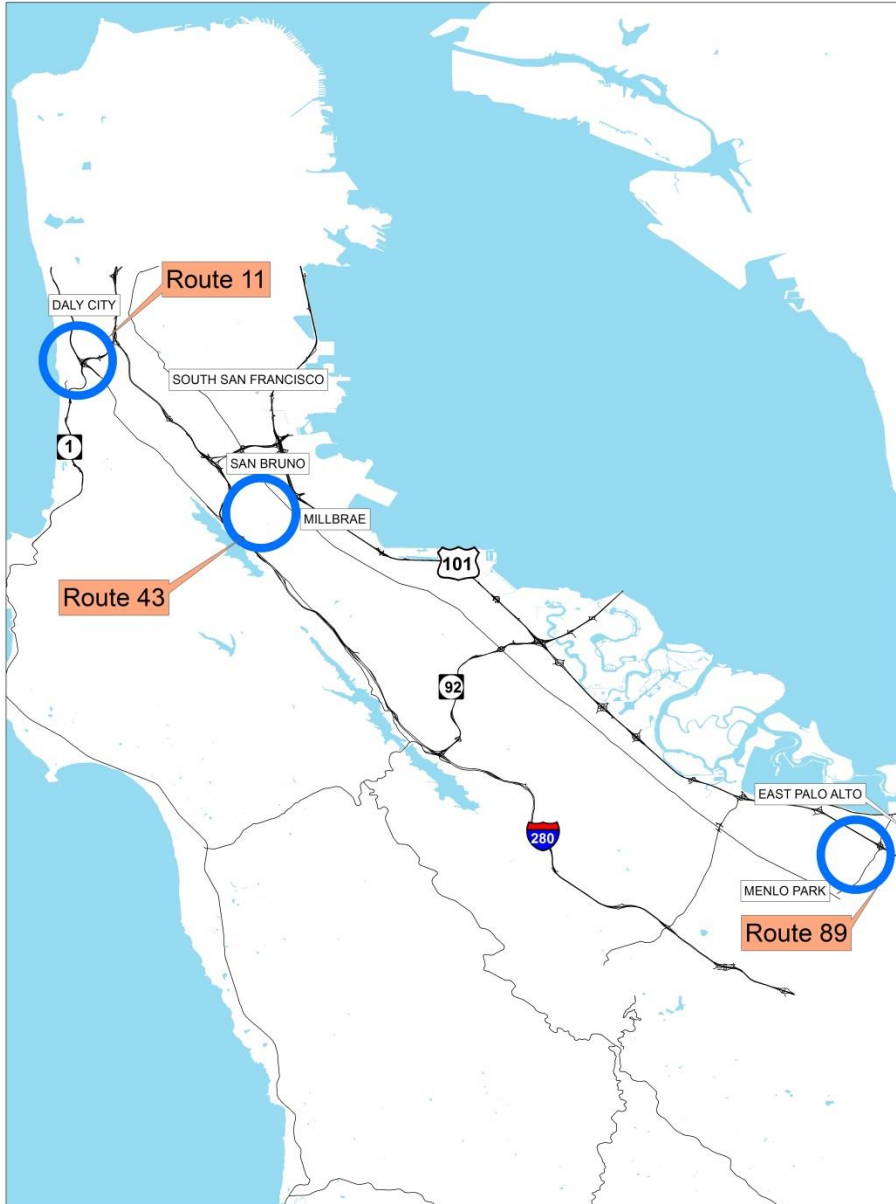 Route 11
DALY CITY
SOUTH SAN FRANCISCO
1
SAN BRUNO
MILLBRAE
101
Route 43
92
EAST PALO ALTO
280
MENLO PARK
Route 89